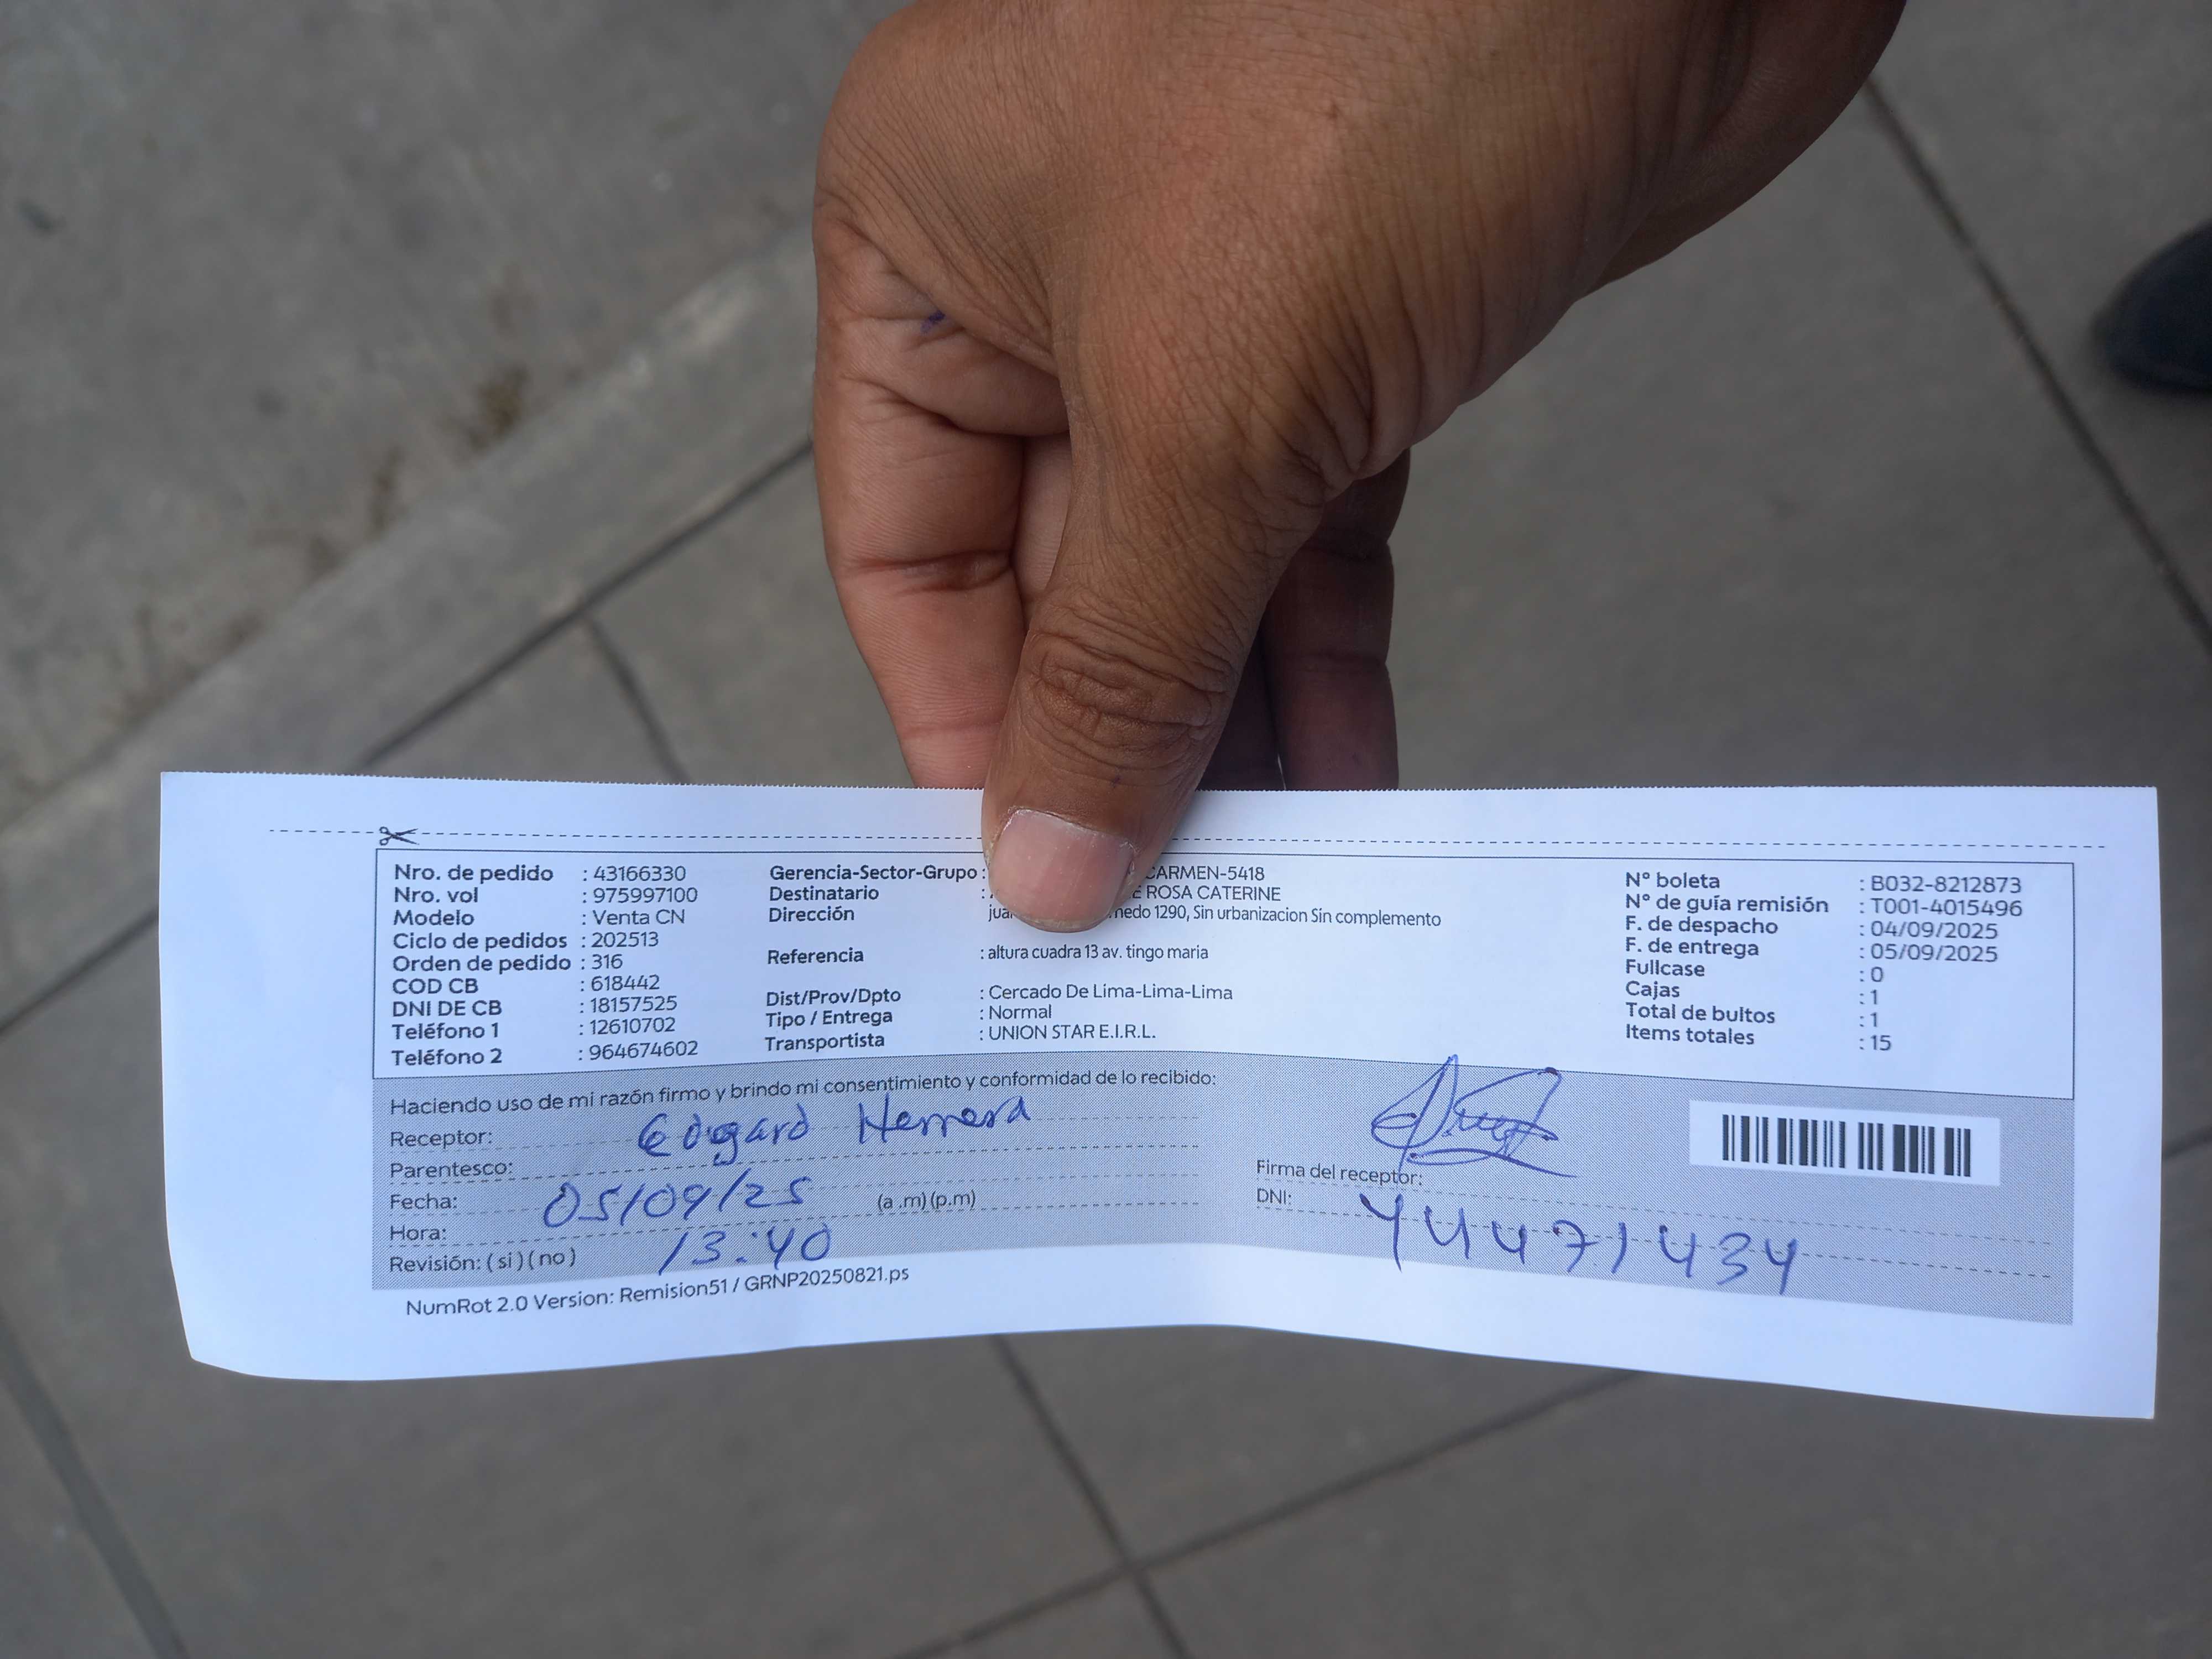 Nro. de pedido : 43166330
Nro. vol : 975997100
Modelo : Venta CN
Ciclo de pedidos : 202513
Orden de pedido : 316
COD CB : 618442
DNI DE CB : 18157525
Teléfono 1 : 12610702
Teléfono 2 : 964674602
Gerencia-Sector-Grupo : CARMEN-5418
Destinatario : ROSA CATERINE
Dirección 1290, Sin urbanizacion Sin complemento
Referencia : altura cuadra 13 av. tingo maria
Dist/Prov/Dpto : Cercado De Lima-Lima-Lima
Tipo / Entrega : Normal
Transportista : UNION STAR E.I.R.L.
N° boleta : B032-8212873
N° de guía remisión : T001-4015496
F. de despacho : 04/09/2025
F. de entrega : 05/09/2025
Fullcase : 0
Cajas : 1
Total de bultos : 1
Items totales : 15
Haciendo uso de mi razón firmo y brindo mi consentimiento y conformidad de lo recibido:
Receptor: Edgard Herrera
Parentesco:
Fecha: 05/09/25 (a .m) (p.m)
Hora: 13:40
Revisión: ( si ) ( no )
Firma del receptor:
DNI: 44471434
NumRot 2.0 Version: Remision51 / GRNP20250821.ps